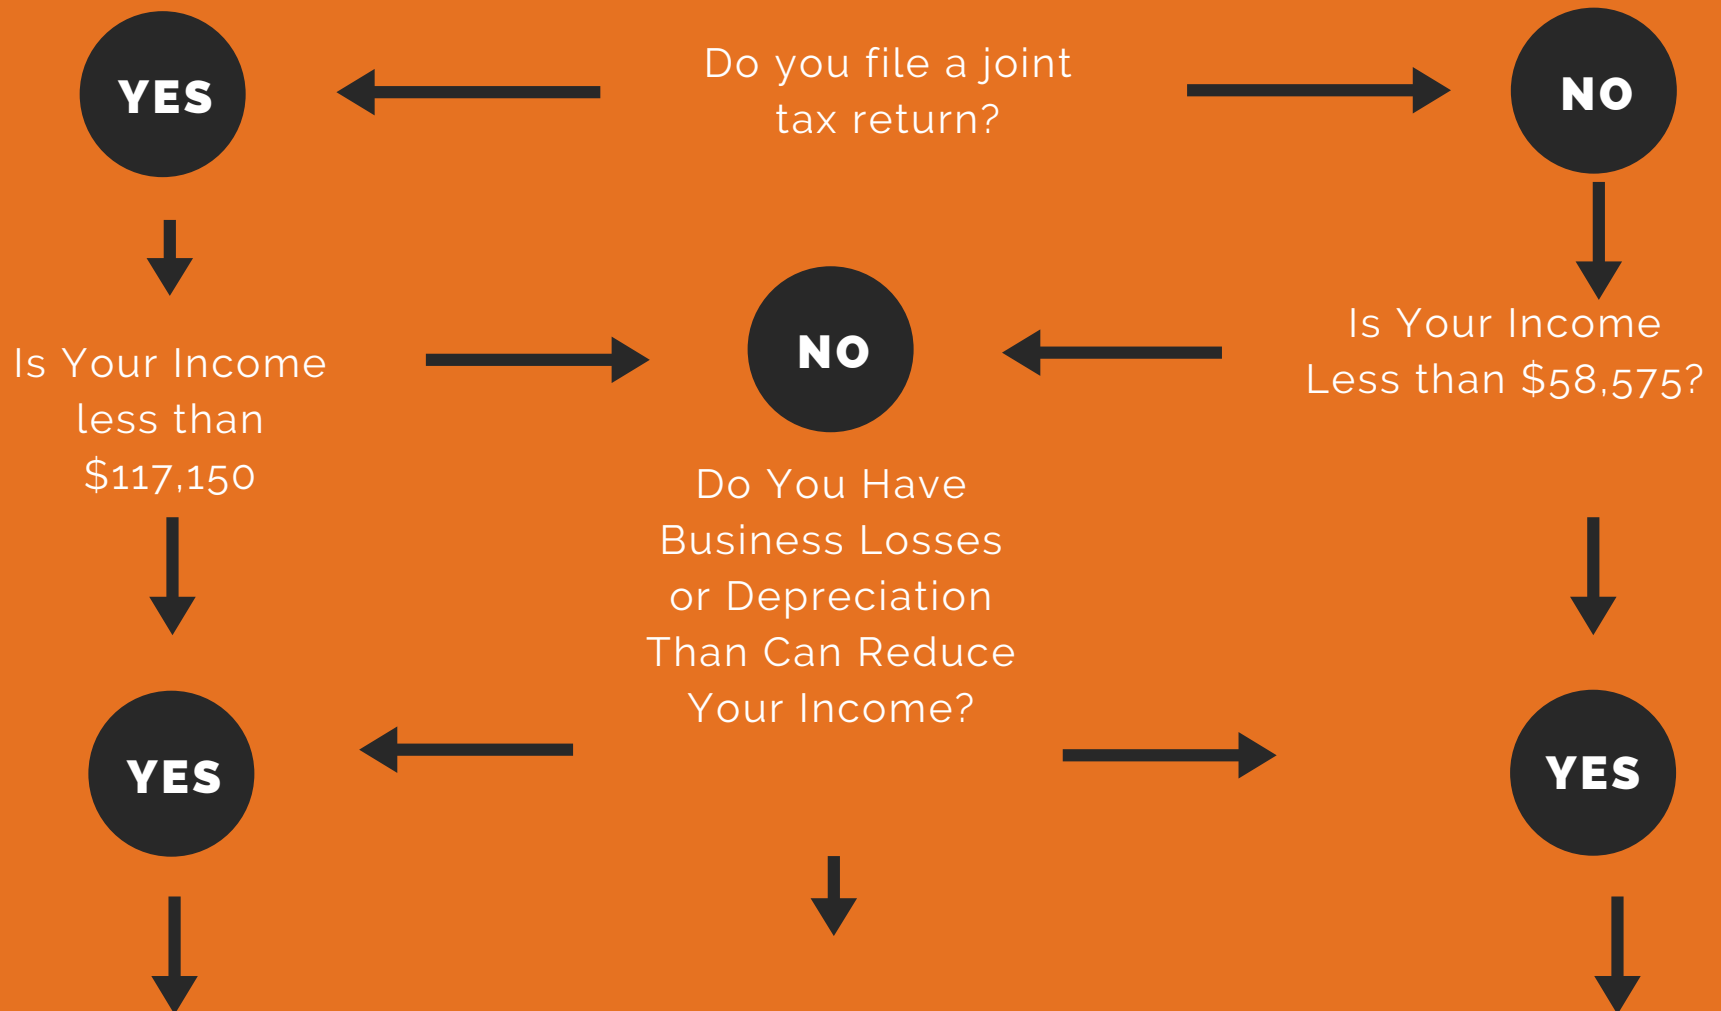 YES
Do you file a joint
tax return?
NO
Is Your Income
less than
$117,150
NO
Is Your Income
Less than $58,575?
Do You Have
Business Losses
or Depreciation
Than Can Reduce
Your Income?
YES
YES